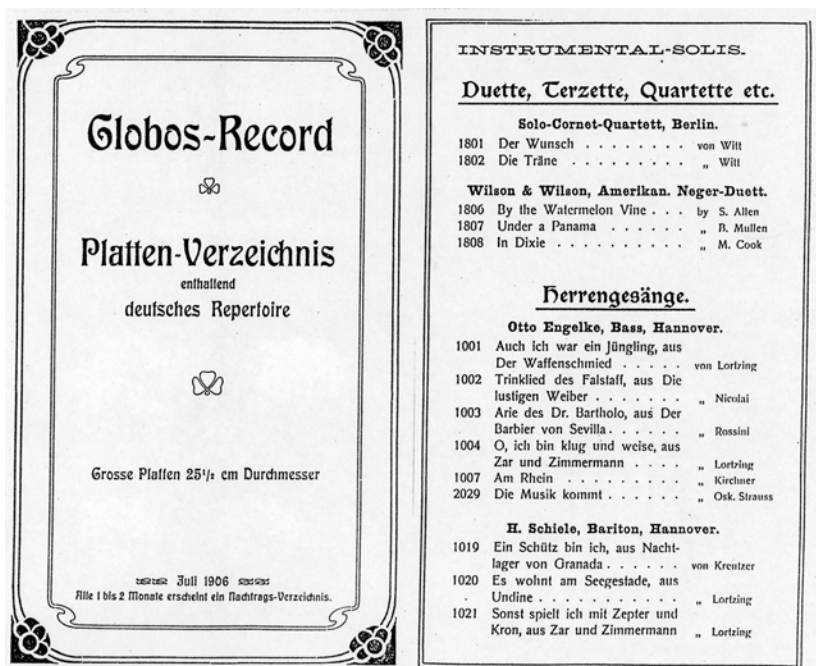 Globos-Record
Platten-Verzeichnis
enthaltend
deutsches Repertoire
Grosse Platten 25 1/2 cm Durchmesser
Juli 1906
Alle 1 bis 2 Monate erscheint ein Nachtrags-Verzeichnis.
INSTRUMENTAL-SOLIS.
Duette, Terzette, Quartette etc.
Solo-Cornet-Quartett, Berlin.
1801 Der Wunsch . . . . . . . . von Witt
1802 Die Träne . . . . . . . . . „ Witt
Wilson & Wilson, Amerikan. Neger-Duett.
1806 By the Watermelon Vine . . . by S. Allen
1807 Under a Panama . . . . . . „ B. Mullen
1808 In Dixie . . . . . . . . . . „ M. Cook
Herrengesänge.
Otto Engelke, Bass, Hannover.
1001 Auch ich war ein Jüngling, aus
Der Waffenschmied . . . . . von Lortzing
1002 Trinklied des Falstaff, aus Die
lustigen Weiber . . . . . . . „ Nicolai
1003 Arie des Dr. Bartholo, aus Der
Barbier von Sevilla . . . . . . „ Rossini
1004 O, ich bin klug und weise, aus
Zar und Zimmermann . . . . „ Lortzing
1007 Am Rhein . . . . . . . . „ Kirchner
2029 Die Musik kommt . . . . . . „ Osk. Strauss
H. Schiele, Bariton, Hannover.
1019 Ein Schütz bin ich, aus Nacht-
lager von Granada . . . . . . von Kreutzer
1020 Es wohnt am Seegestade, aus
Undine . . . . . . . . . . . „ Lortzing
1021 Sonst spielt ich mit Zepter und
Kron, aus Zar und Zimmermann „ Lortzing